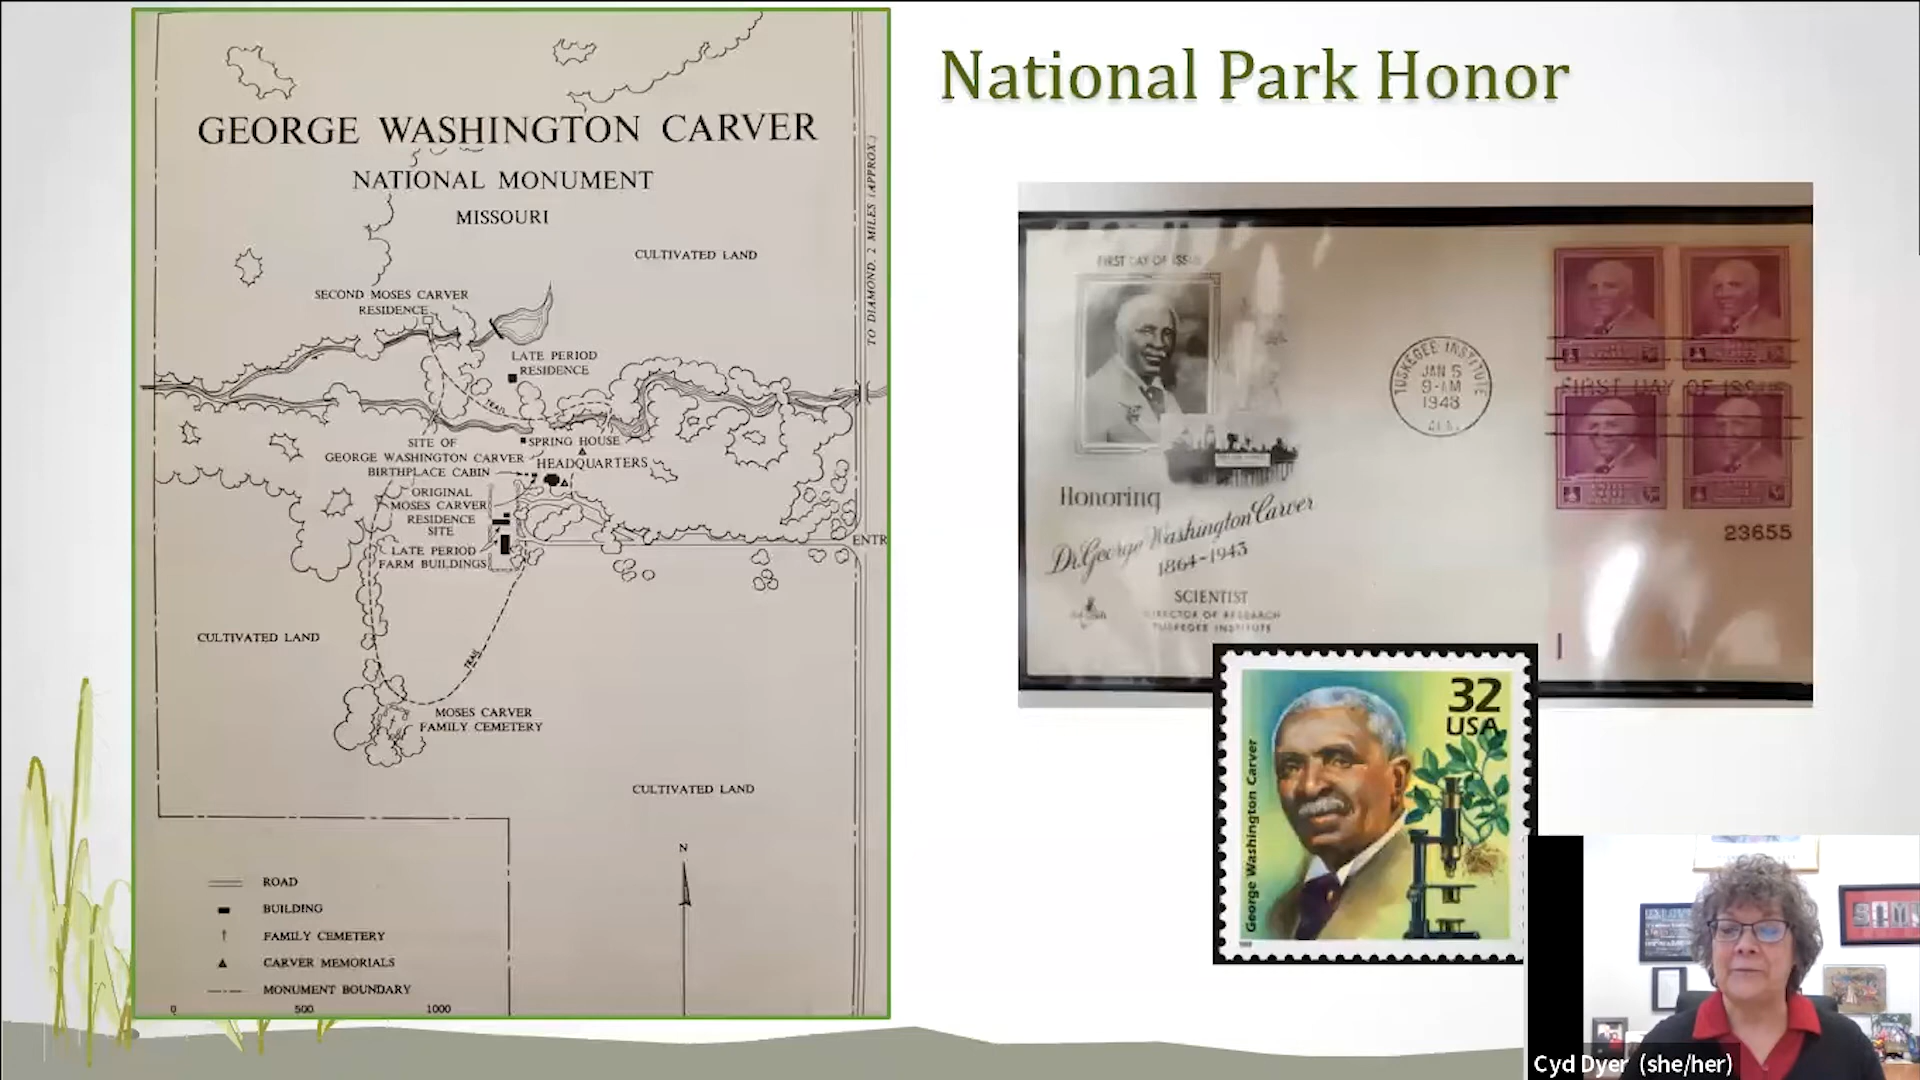 National Park Honor
GEORGE WASHINGTON CARVER
NATIONAL MONUMENT
MISSOURI
TO DIAMOND, 2 MILES (APPROX.)
CULTIVATED LAND
SECOND MOSES CARVER
RESIDENCE
LATE PERIOD
RESIDENCE
TRAIL
SITE OF
GEORGE WASHINGTON CARVER
BIRTHPLACE CABIN
SPRING HOUSE
HEADQUARTERS
ORIGINAL
MOSES CARVER
RESIDENCE
SITE
LATE PERIOD
FARM BUILDINGS
ENTR
CULTIVATED LAND
TRAIL
MOSES CARVER
FAMILY CEMETERY
CULTIVATED LAND
N
ROAD
BUILDING
FAMILY CEMETERY
CARVER MEMORIALS
MONUMENT BOUNDARY
0 500 1000
FIRST DAY OF ISSUE
Honoring
Dr. George Washington Carver
1864-1943
SCIENTIST
DIRECTOR OF RESEARCH
TUSKEGEE INSTITUTE
TUSKEGEE INSTITUTE
JAN 5
9-AM
1948
ALA.
FIRST DAY OF ISSUE
23655
32
USA
George Washington Carver
Cyd Dyer (she/her)